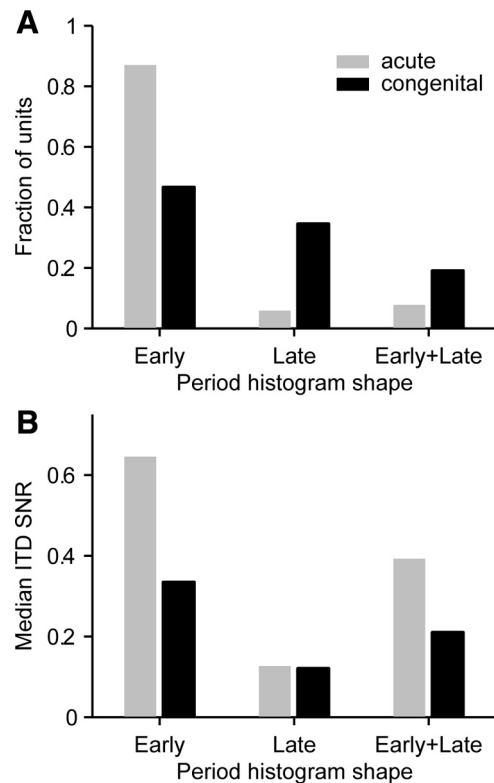 A
1
0.8
0.6
0.4
0.2
0
Fraction of units
acute
congenital
Early Late Early+Late
Period histogram shape
B
0.6
0.4
0.2
0
Median ITD SNR
Early Late Early+Late
Period histogram shape